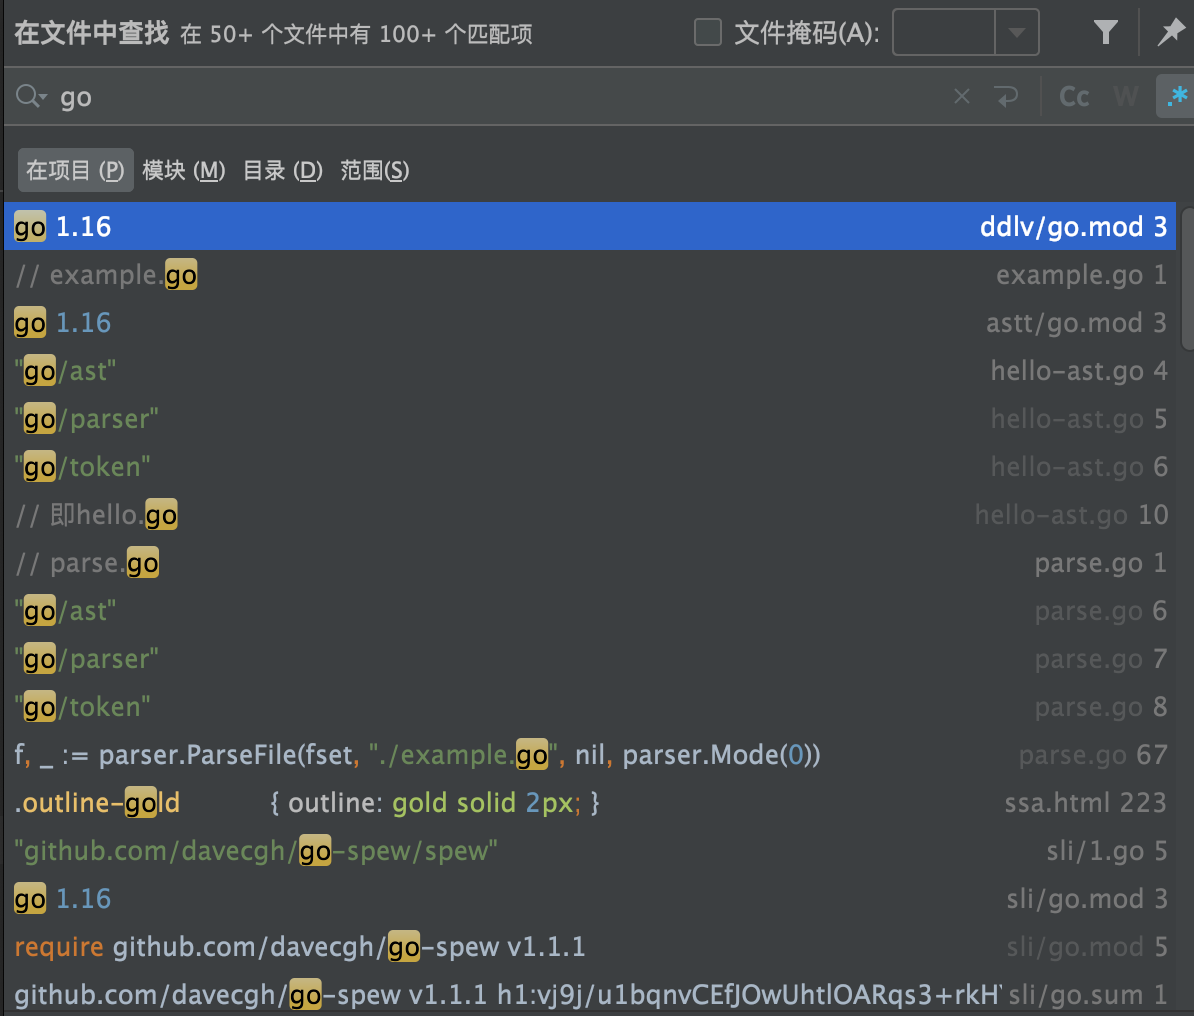 在文件中查找 在 50+ 个文件中有 100+ 个匹配项 文件掩码(A):
go Cc W .*
在项目 (P) 模块 (M) 目录 (D) 范围(S)
go 1.16 ddlv/go.mod 3
// example.go example.go 1
go 1.16 astt/go.mod 3
"go/ast" hello-ast.go 4
"go/parser" hello-ast.go 5
"go/token" hello-ast.go 6
// 即hello.go hello-ast.go 10
// parse.go parse.go 1
"go/ast" parse.go 6
"go/parser" parse.go 7
"go/token" parse.go 8
f, _ := parser.ParseFile(fset, "./example.go", nil, parser.Mode(0)) parse.go 67
.outline-gold { outline: gold solid 2px; } ssa.html 223
"github.com/davecgh/go-spew/spew" sli/1.go 5
go 1.16 sli/go.mod 3
require github.com/davecgh/go-spew v1.1.1 sli/go.mod 5
github.com/davecgh/go-spew v1.1.1 h1:vj9j/u1bqnvCEfJOwUhtlOARqs3+rkH sli/go.sum 1